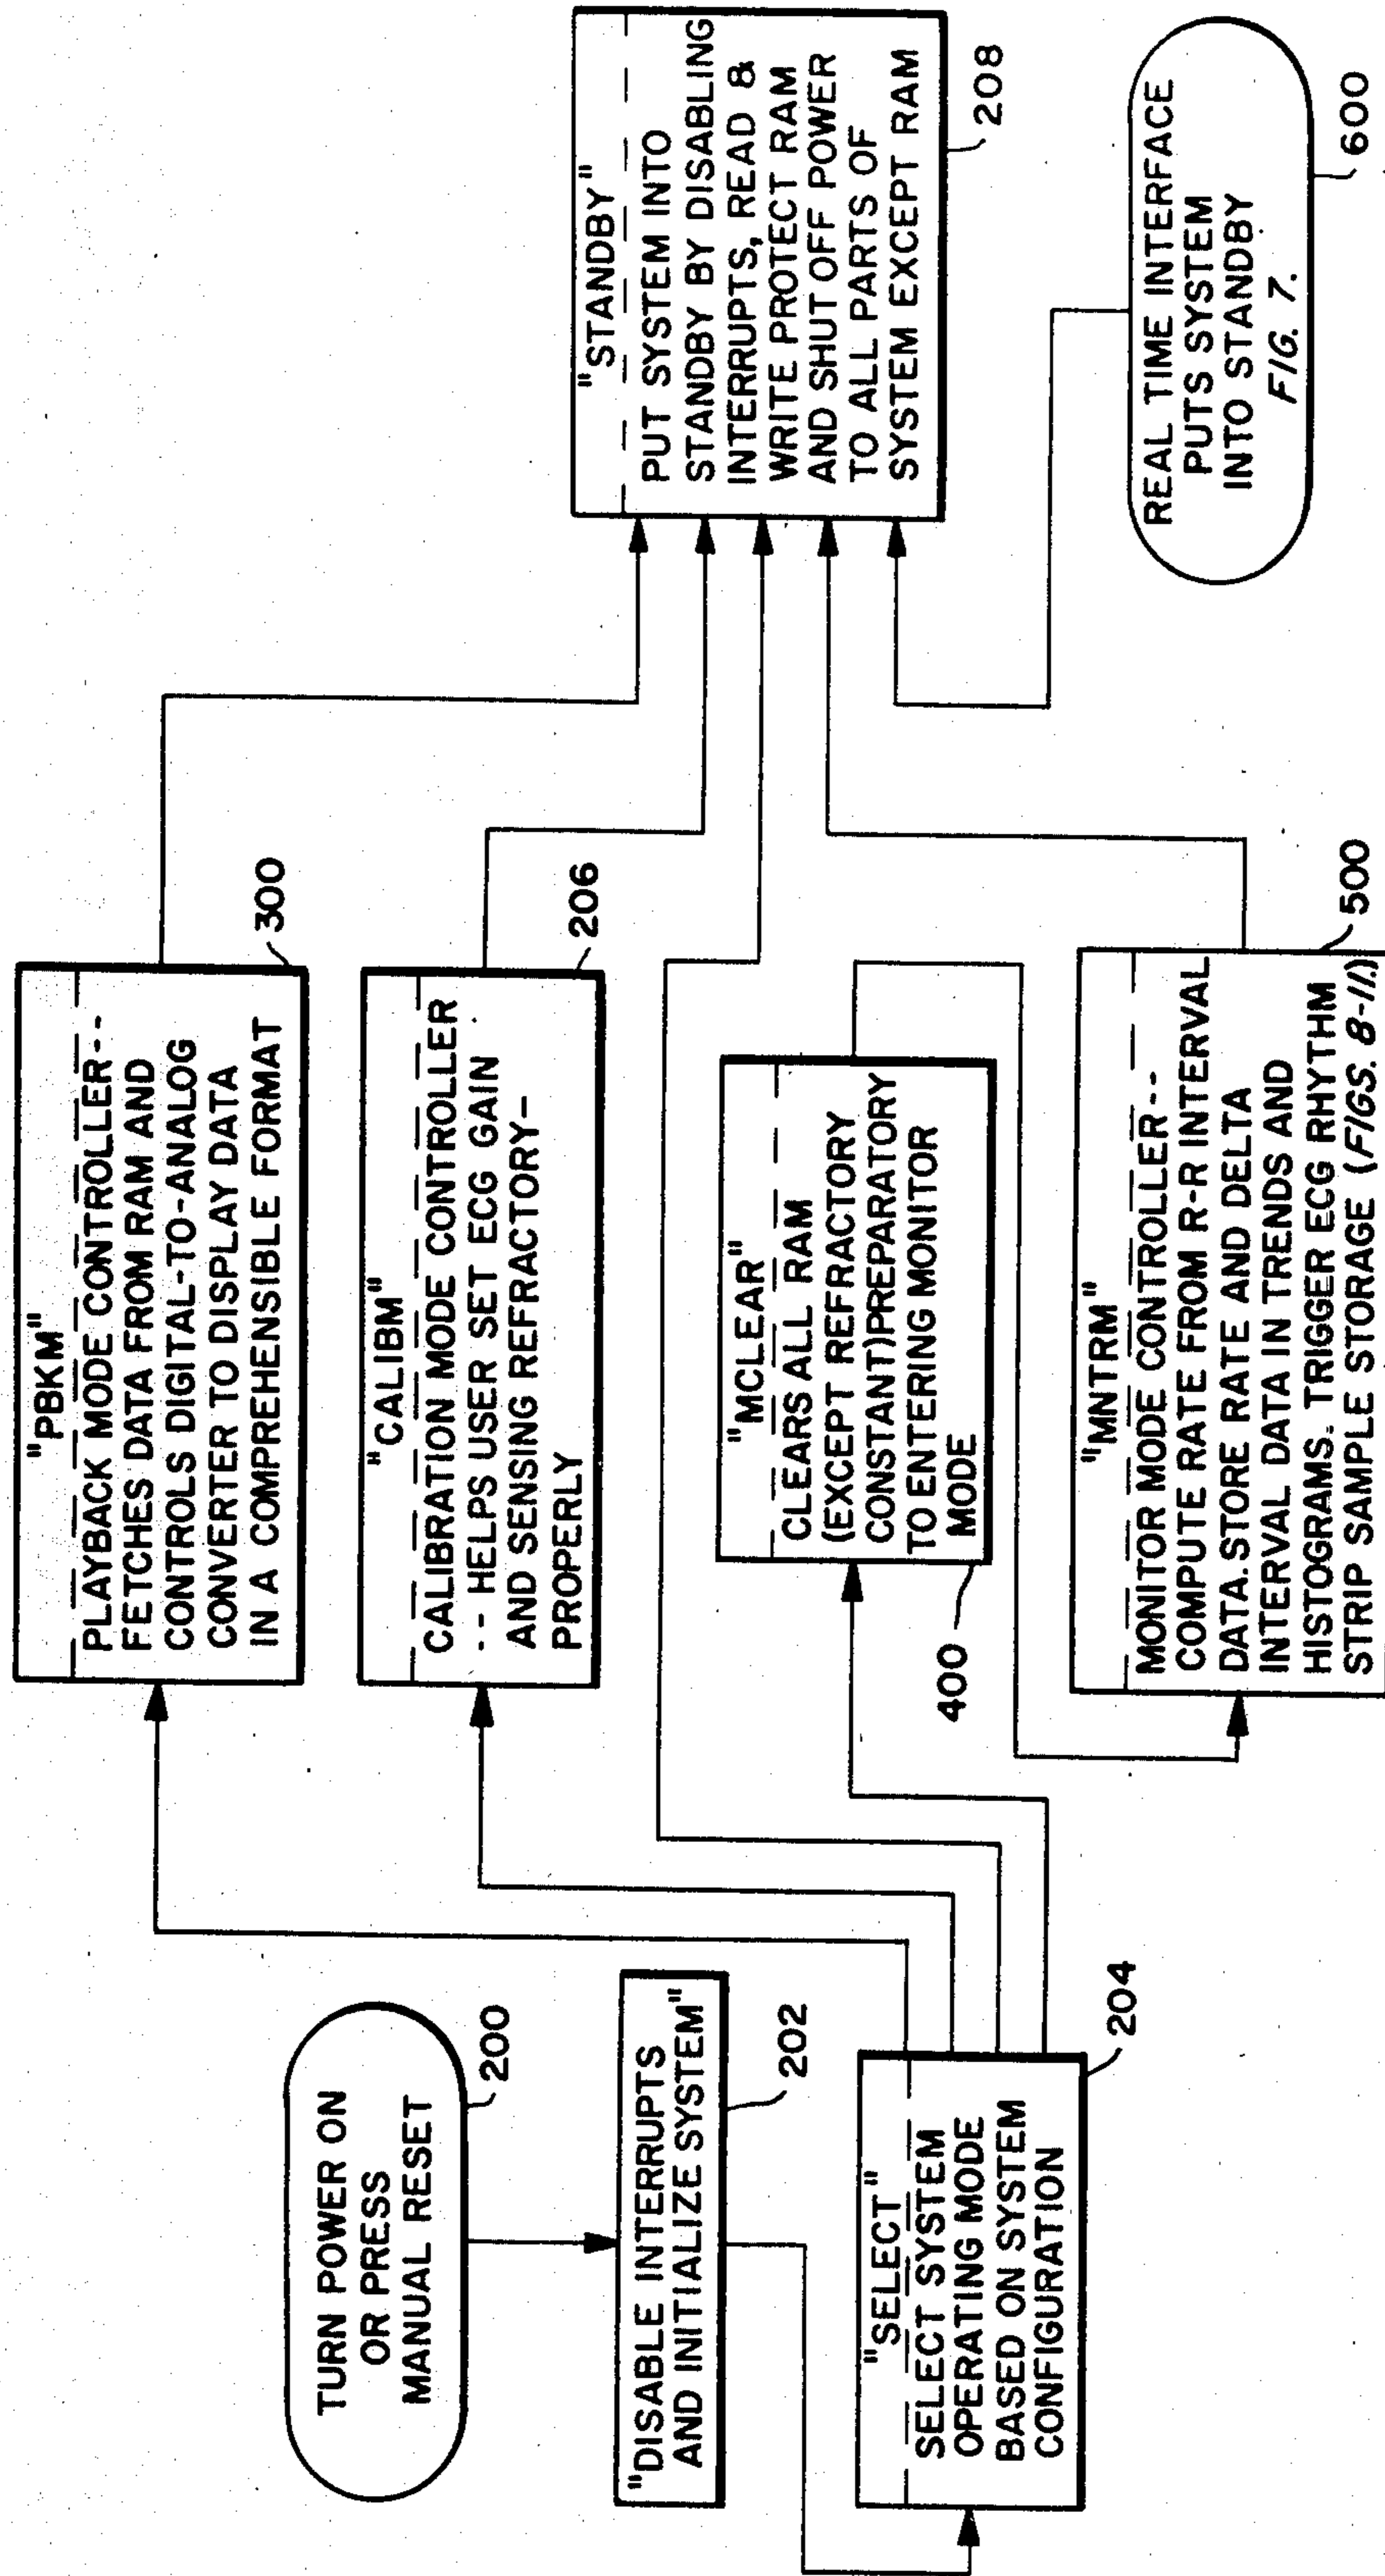 TURN POWER ON
OR PRESS
MANUAL RESET
200
"DISABLE INTERRUPTS
AND INITIALIZE SYSTEM"
202
"SELECT"
SELECT SYSTEM
OPERATING MODE
BASED ON SYSTEM
CONFIGURATION
204
"PBKM"
PLAYBACK MODE CONTROLLER--
FETCHES DATA FROM RAM AND
CONTROLS DIGITAL-TO-ANALOG
CONVERTER TO DISPLAY DATA
IN A COMPREHENSIBLE FORMAT
300
"CALIBM"
CALIBRATION MODE CONTROLLER
-- HELPS USER SET ECG GAIN
AND SENSING REFRACTORY-
PROPERLY
206
"MCLEAR"
CLEARS ALL RAM
(EXCEPT REFRACTORY
CONSTANT)PREPARATORY
TO ENTERING MONITOR
MODE
400
"MNTRM"
MONITOR MODE CONTROLLER--
COMPUTE RATE FROM R-R INTERVAL
DATA.STORE RATE AND DELTA
INTERVAL DATA IN TRENDS AND
HISTOGRAMS. TRIGGER ECG RHYTHM
STRIP SAMPLE STORAGE (FIGS. 8-11.)
500
"STANDBY"
PUT SYSTEM INTO
STANDBY BY DISABLING
INTERRUPTS, READ &
WRITE PROTECT RAM
AND SHUT OFF POWER
TO ALL PARTS OF
SYSTEM EXCEPT RAM
208
REAL TIME INTERFACE
PUTS SYSTEM
INTO STANDBY
FIG. 7.
600